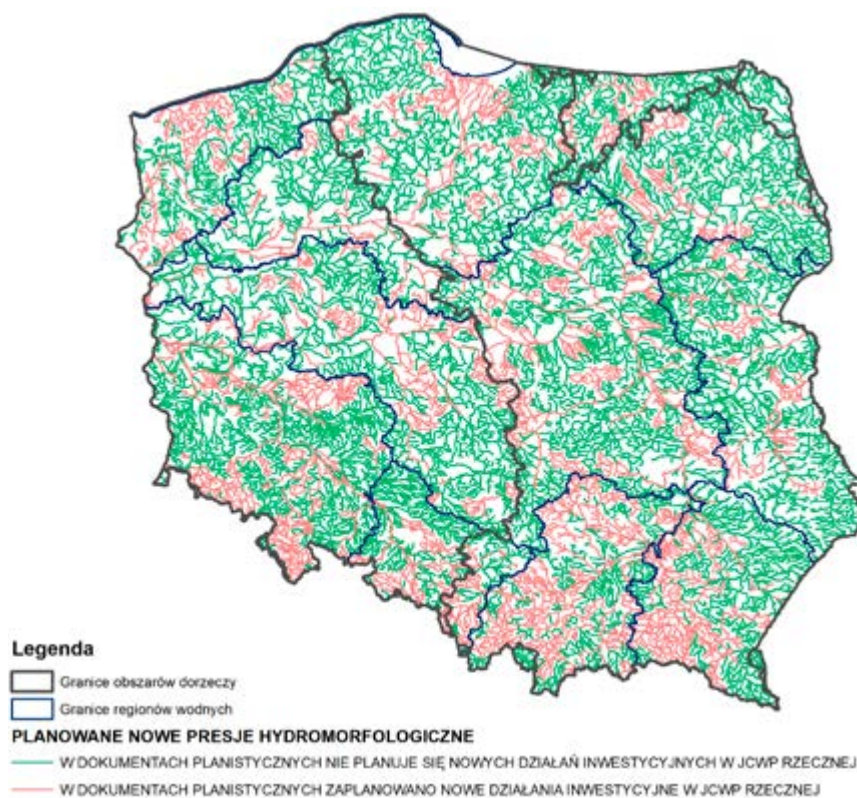 Legenda
Granice obszarów dorzeczy
Granice regionów wodnych
PLANOWANE NOWE PRESJE HYDROMORFOLOGICZNE
W DOKUMENTACH PLANISTYCZNYCH NIE PLANUJE SIĘ NOWYCH DZIAŁAŃ INWESTYCYJNYCH W JCWP RZECZNEJ
W DOKUMENTACH PLANISTYCZNYCH ZAPLANOWANO NOWE DZIAŁANIA INWESTYCYJNE W JCWP RZECZNEJ